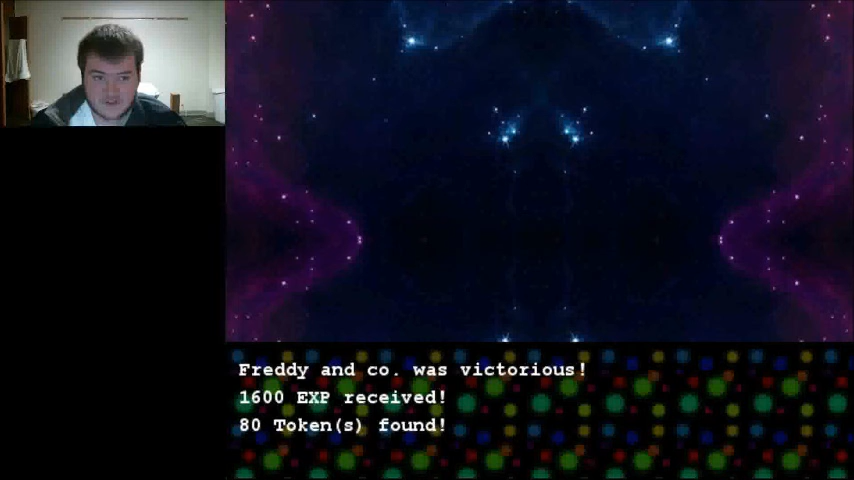 Freddy and co. was victorious!
1600 EXP received!
80 Token(s) found!